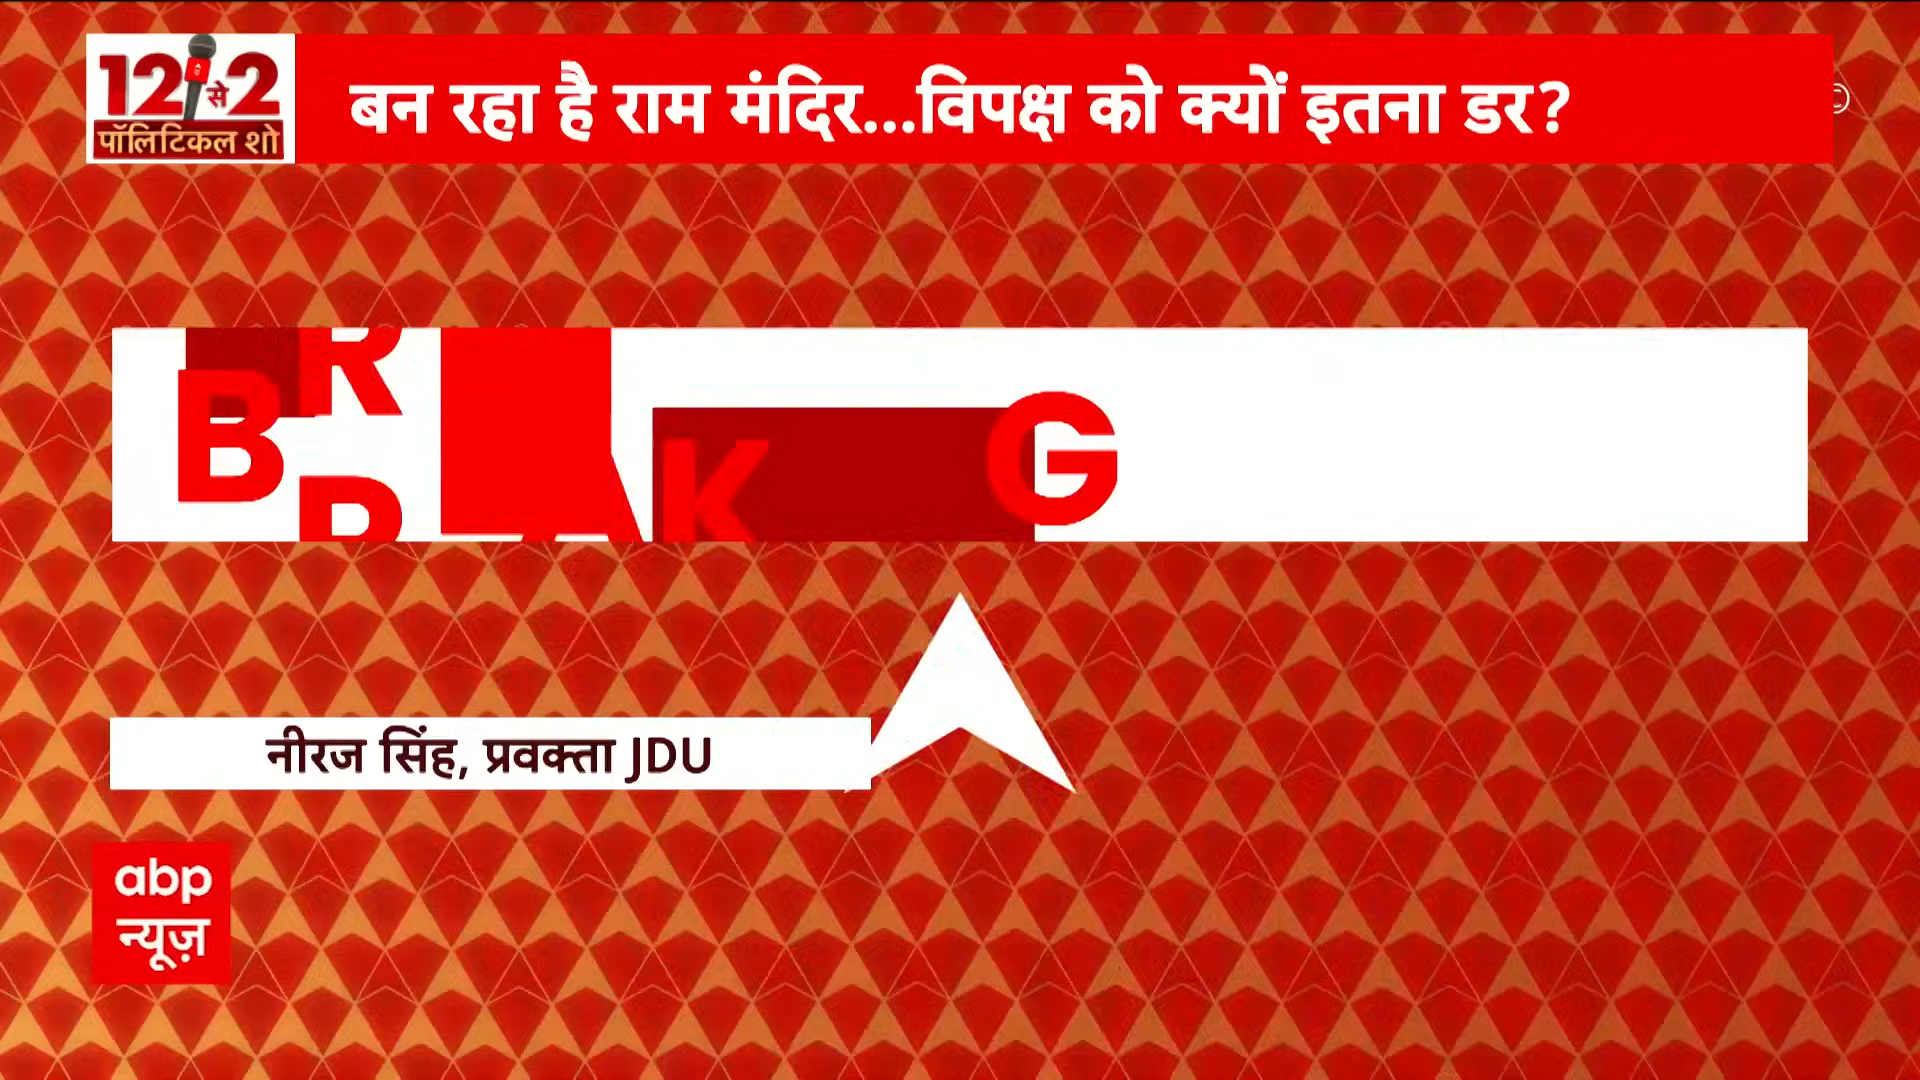 12 से 2
पॉलिटिकल शो
बन रहा है राम मंदिर...विपक्ष को क्यों इतना डर?
नीरज सिंह, प्रवक्ता JDU
abp
न्यूज़